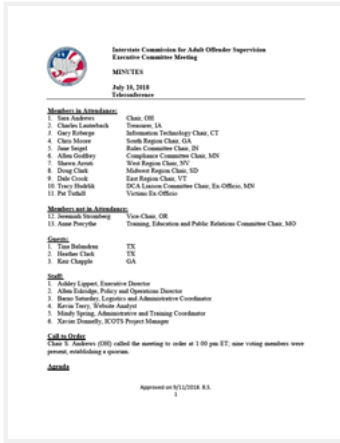 Interstate Commission for Adult Offender Supervision
Executive Committee Meeting
MINUTES
July 10, 2018
Teleconference
Members in Attendance:
1. Sara Andrews Chair, OH
2. Charles Lauterbach Treasurer, IA
3. Gary Roberge Information Technology Chair, CT
4. Chris Moore South Region Chair, GA
5. Jane Seigel Rules Committee Chair, IN
6. Allen Godfrey Compliance Committee Chair, MN
7. Shawn Arruti West Region Chair, NV
8. Doug Clark Midwest Region Chair, SD
9. Dale Crook East Region Chair, VT
10. Tracy Hudrlik DCA Liaison Committee Chair, Ex-Officio, MN
11. Pat Tuthill Victims Ex-Officio
Members not in Attendance:
12. Jeremiah Stromberg Vice-Chair, OR
13. Anne Precythe Training, Education and Public Relations Committee Chair, MO
Guests:
1. Tina Balandran TX
2. Heather Clark TX
3. Keir Chapple GA
Staff:
1. Ashley Lippert, Executive Director
2. Allen Eskridge, Policy and Operations Director
3. Barno Saturday, Logistics and Administrative Coordinator
4. Kevin Terry, Website Analyst
5. Mindy Spring, Administrative and Training Coordinator
6. Xavier Donnelly, ICOTS Project Manager
Call to Order
Chair S. Andrews (OH) called the meeting to order at 1:00 pm ET; nine voting members were
present, establishing a quorum.
Agenda
Approved on 9/11/2018. B.S.
1